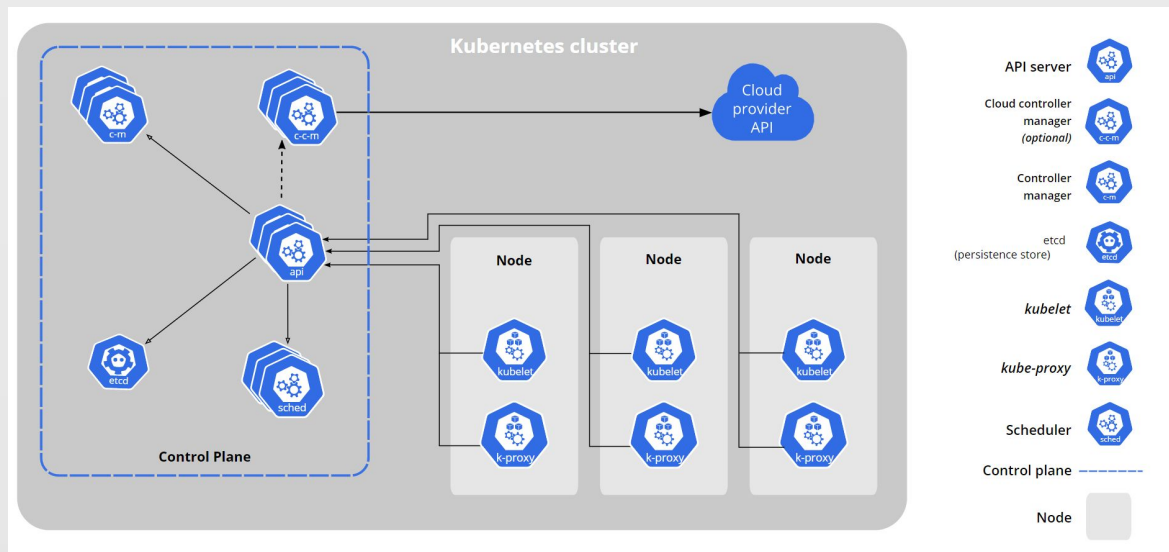 Kubernetes cluster
c-m
c-c-m
Cloud
provider
API
api
etcd
sched
Control Plane
Node
kubelet
k-proxy
Node
kubelet
k-proxy
Node
kubelet
k-proxy
API server
api
Cloud controller
manager
(optional)
c-c-m
Controller
manager
c-m
etcd
(persistence store)
etcd
kubelet
kubelet
kube-proxy
k-proxy
Scheduler
sched
Control plane
Node